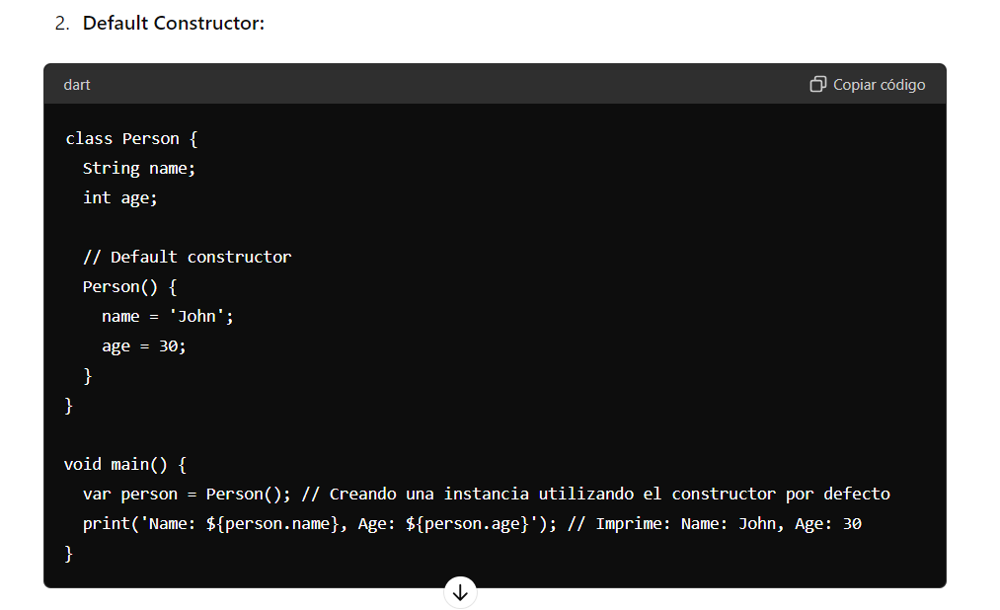 2. Default Constructor:
dart
Copiar código
class Person {
  String name;
  int age;

  // Default constructor
  Person() {
    name = 'John';
    age = 30;
  }
}

void main() {
  var person = Person(); // Creando una instancia utilizando el constructor por defecto
  print('Name: ${person.name}, Age: ${person.age}'); // Imprime: Name: John, Age: 30
}